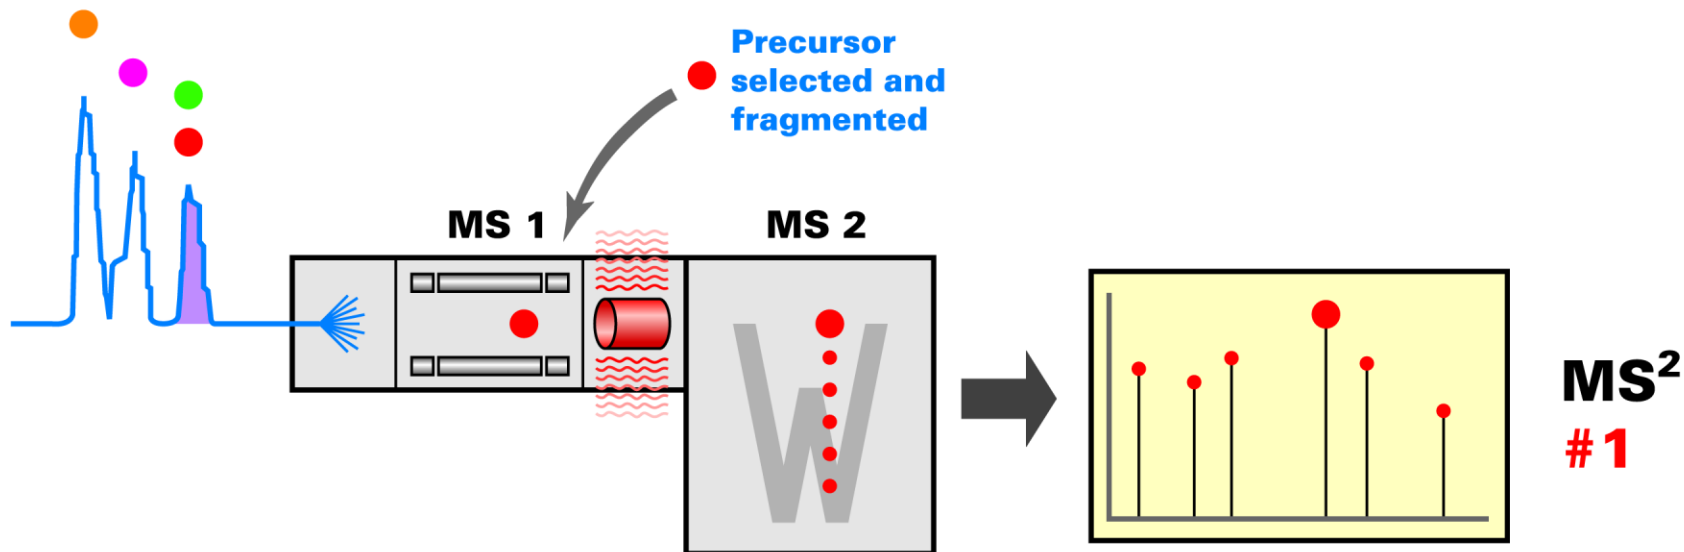 Precursor
selected and
fragmented
MS 1
MS 2
W
MS²
#1